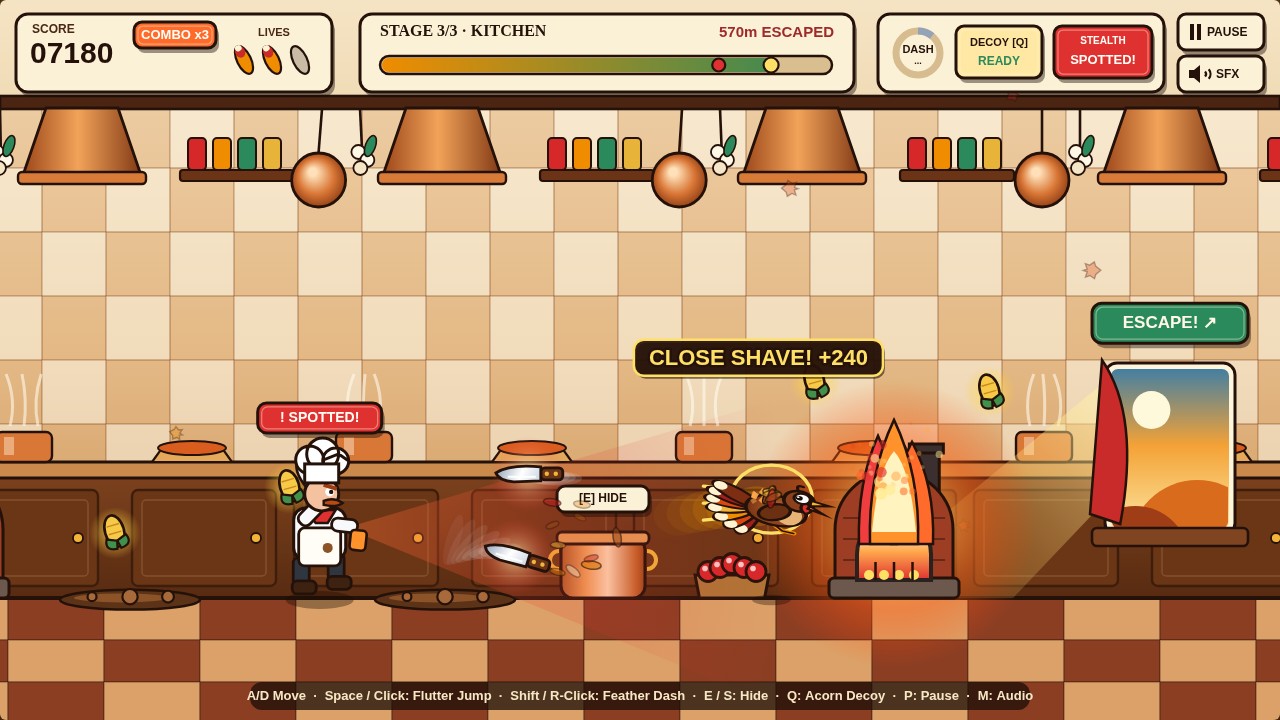 SCORE
07180
COMBO x3
LIVES
STAGE 3/3 · KITCHEN
570m ESCAPED
DASH
...
DECOY [Q]
READY
STEALTH
SPOTTED!
PAUSE
SFX
ESCAPE! ↗
CLOSE SHAVE! +240
! SPOTTED!
[E] HIDE
A/D Move · Space / Click: Flutter Jump · Shift / R-Click: Feather Dash · E / S: Hide · Q: Acorn Decoy · P: Pause · M: Audio